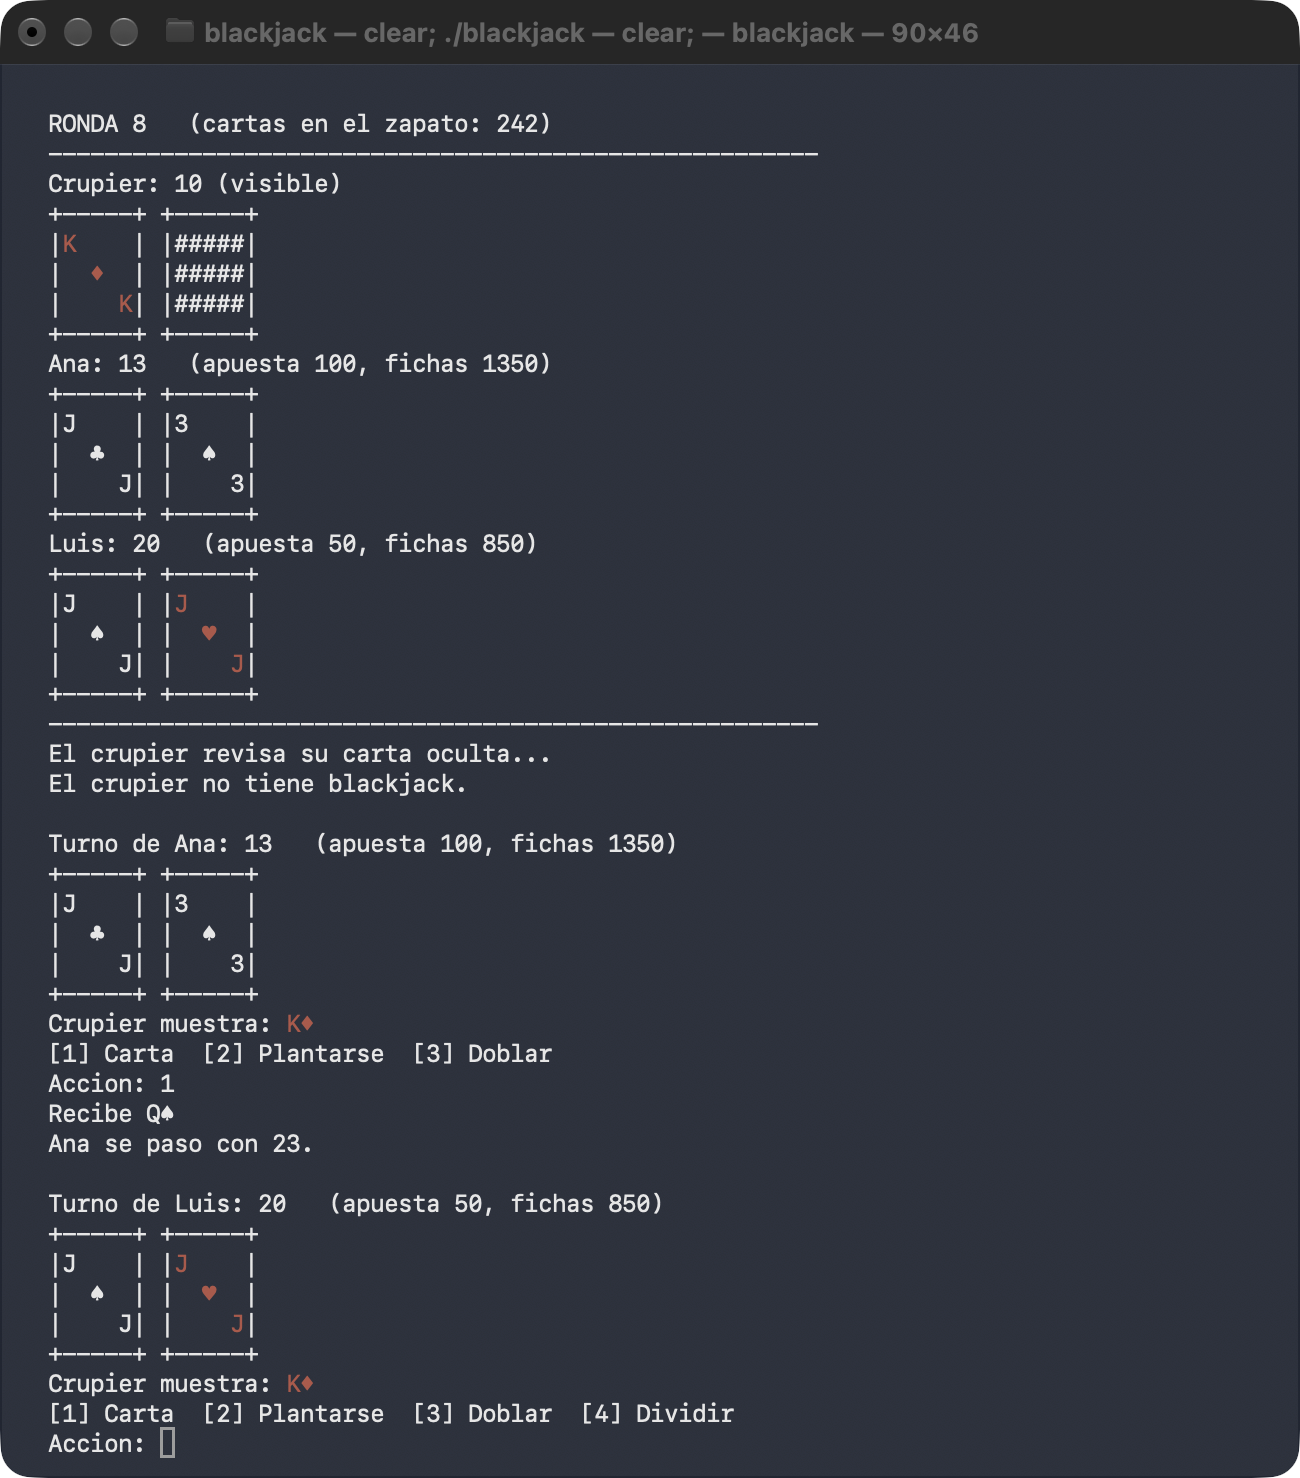 blackjack — clear; ./blackjack — clear; — blackjack — 90×46
RONDA 8   (cartas en el zapato: 242)
———————————————————————————————————————————————————————
Crupier: 10 (visible)
+-----+ +-----+
|K    | |#####|
|  ♦  | |#####|
|    K| |#####|
+-----+ +-----+
Ana: 13   (apuesta 100, fichas 1350)
+-----+ +-----+
|J    | |3    |
|  ♣  | |  ♠  |
|    J| |    3|
+-----+ +-----+
Luis: 20   (apuesta 50, fichas 850)
+-----+ +-----+
|J    | |J    |
|  ♠  | |  ♥  |
|    J| |    J|
+-----+ +-----+
———————————————————————————————————————————————————————
El crupier revisa su carta oculta...
El crupier no tiene blackjack.
Turno de Ana: 13   (apuesta 100, fichas 1350)
+-----+ +-----+
|J    | |3    |
|  ♣  | |  ♠  |
|    J| |    3|
+-----+ +-----+
Crupier muestra: K♦
[1] Carta  [2] Plantarse  [3] Doblar
Accion: 1
Recibe Q♠
Ana se paso con 23.
Turno de Luis: 20   (apuesta 50, fichas 850)
+-----+ +-----+
|J    | |J    |
|  ♠  | |  ♥  |
|    J| |    J|
+-----+ +-----+
Crupier muestra: K♦
[1] Carta  [2] Plantarse  [3] Doblar  [4] Dividir
Accion: